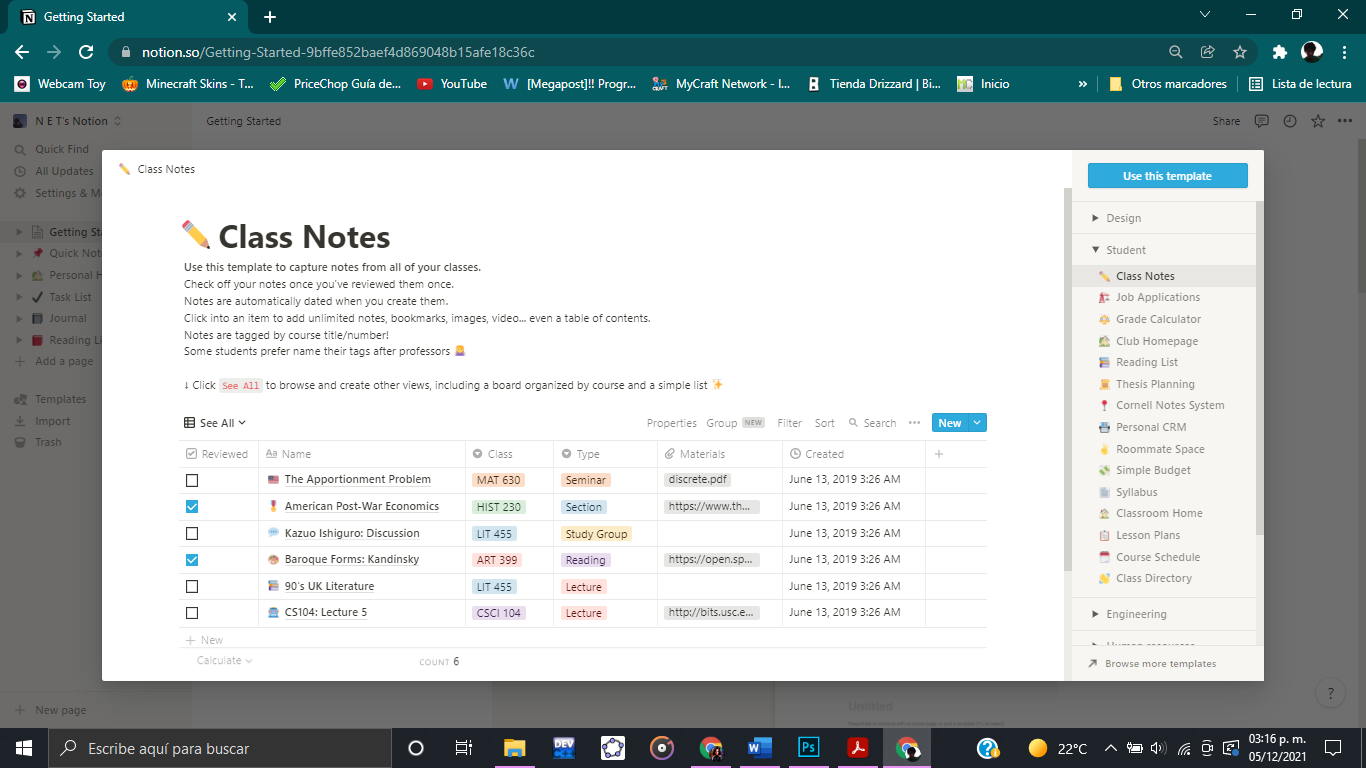 Getting Started
notion.so/Getting-Started-9bffe852baef4d869048b15afe18c36c
Webcam Toy
Minecraft Skins - T...
PriceChop Guía de...
YouTube
[Megapost]!! Progr...
MyCraft Network - I...
Tienda Drizzard | Bi...
Inicio
»
Otros marcadores
Lista de lectura
N E T's Notion
Getting Started
Share
Quick Find
All Updates
Settings & M
Getting St
Quick Not
Personal H
Task List
Journal
Reading Li
Add a page
Templates
Import
Trash
New page
Class Notes
Class Notes
Use this template to capture notes from all of your classes.
Check off your notes once you've reviewed them once.
Notes are automatically dated when you create them.
Click into an item to add unlimited notes, bookmarks, images, video... even a table of contents.
Notes are tagged by course title/number!
Some students prefer name their tags after professors
↓ Click See All to browse and create other views, including a board organized by course and a simple list ✨
See All Properties Group NEW Filter Sort Search ••• New
Reviewed Aa Name Class Type Materials Created +
The Apportionment Problem MAT 630 Seminar discrete.pdf June 13, 2019 3:26 AM
American Post-War Economics HIST 230 Section https://www.th... June 13, 2019 3:26 AM
Kazuo Ishiguro: Discussion LIT 455 Study Group June 13, 2019 3:26 AM
Baroque Forms: Kandinsky ART 399 Reading https://open.sp... June 13, 2019 3:26 AM
90's UK Literature LIT 455 Lecture June 13, 2019 3:26 AM
CS104: Lecture 5 CSCI 104 Lecture http://bits.usc.e... June 13, 2019 3:26 AM
+ New
Calculate COUNT 6
Use this template
Design
Student
Class Notes
Job Applications
Grade Calculator
Club Homepage
Reading List
Thesis Planning
Cornell Notes System
Personal CRM
Roommate Space
Simple Budget
Syllabus
Classroom Home
Lesson Plans
Course Schedule
Class Directory
Engineering
Human resources
Browse more templates
Untitled
?
Escribe aquí para buscar
DEV
W
Ps
22°C
03:16 p. m.
05/12/2021